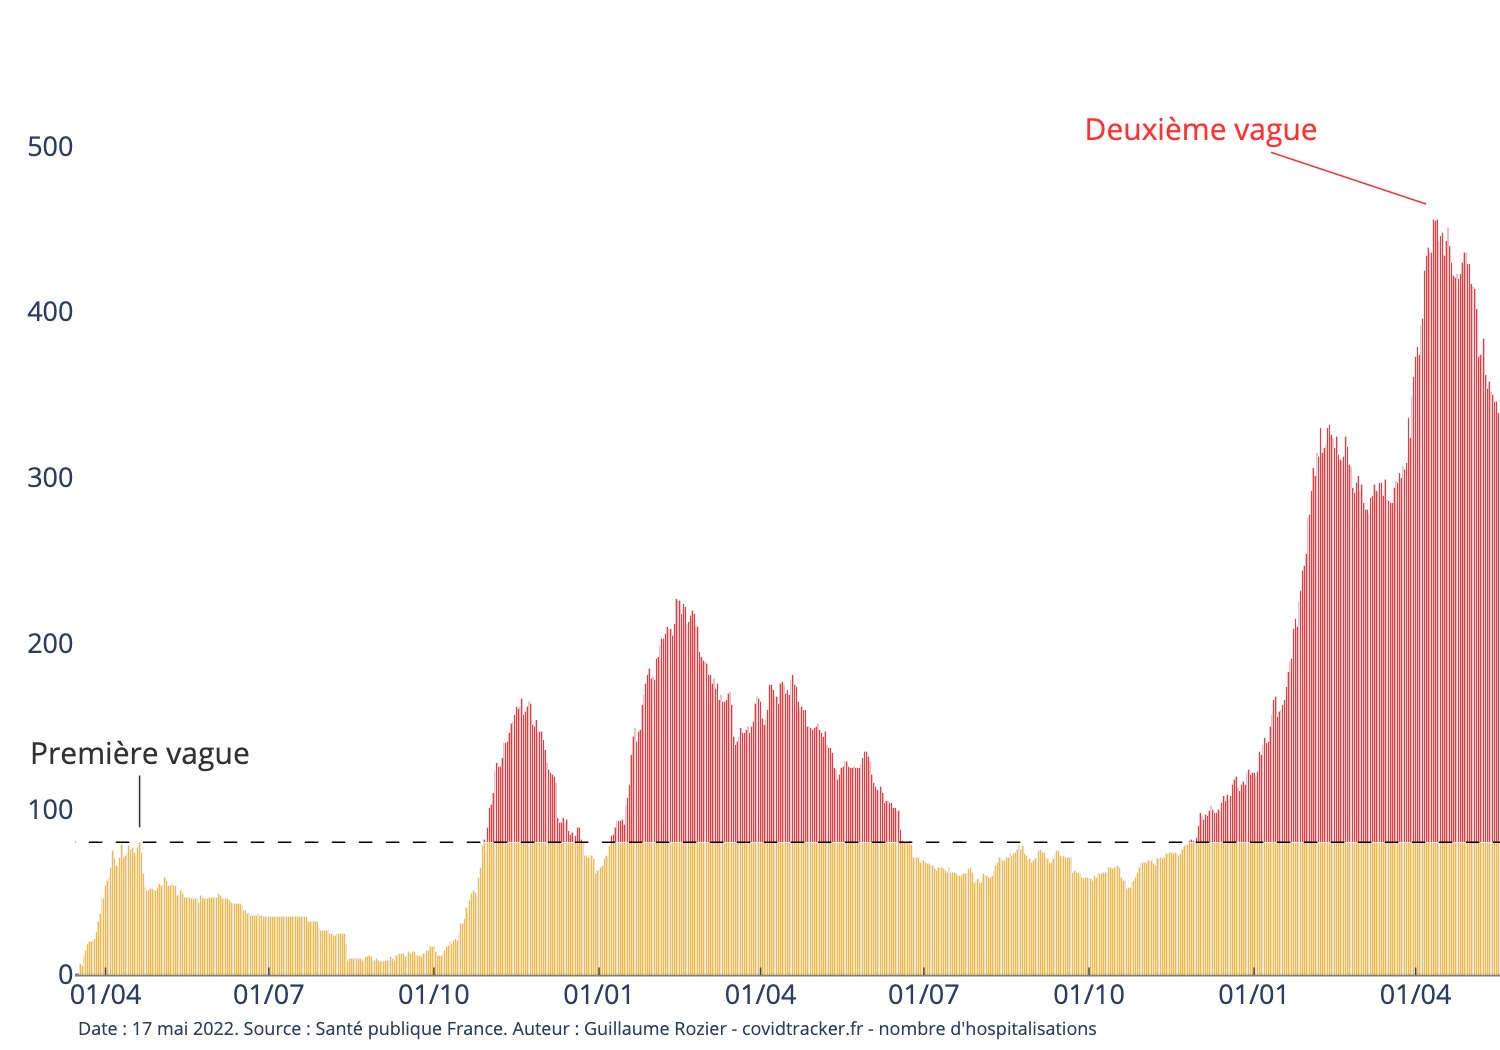 Deuxième vague
500
400
300
200
Première vague
100
0
01/04 01/07 01/10 01/01 01/04 01/07 01/10 01/01 01/04
Date : 17 mai 2022. Source : Santé publique France. Auteur : Guillaume Rozier - covidtracker.fr - nombre d'hospitalisations